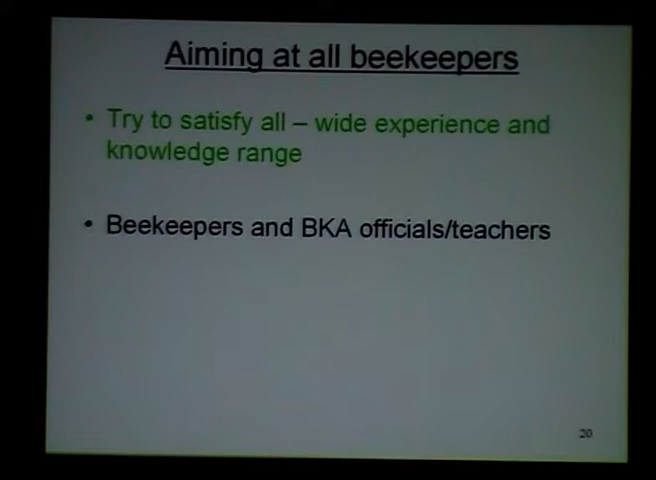 Aiming at all beekeepers
• Try to satisfy all – wide experience and
knowledge range
• Beekeepers and BKA officials/teachers
20